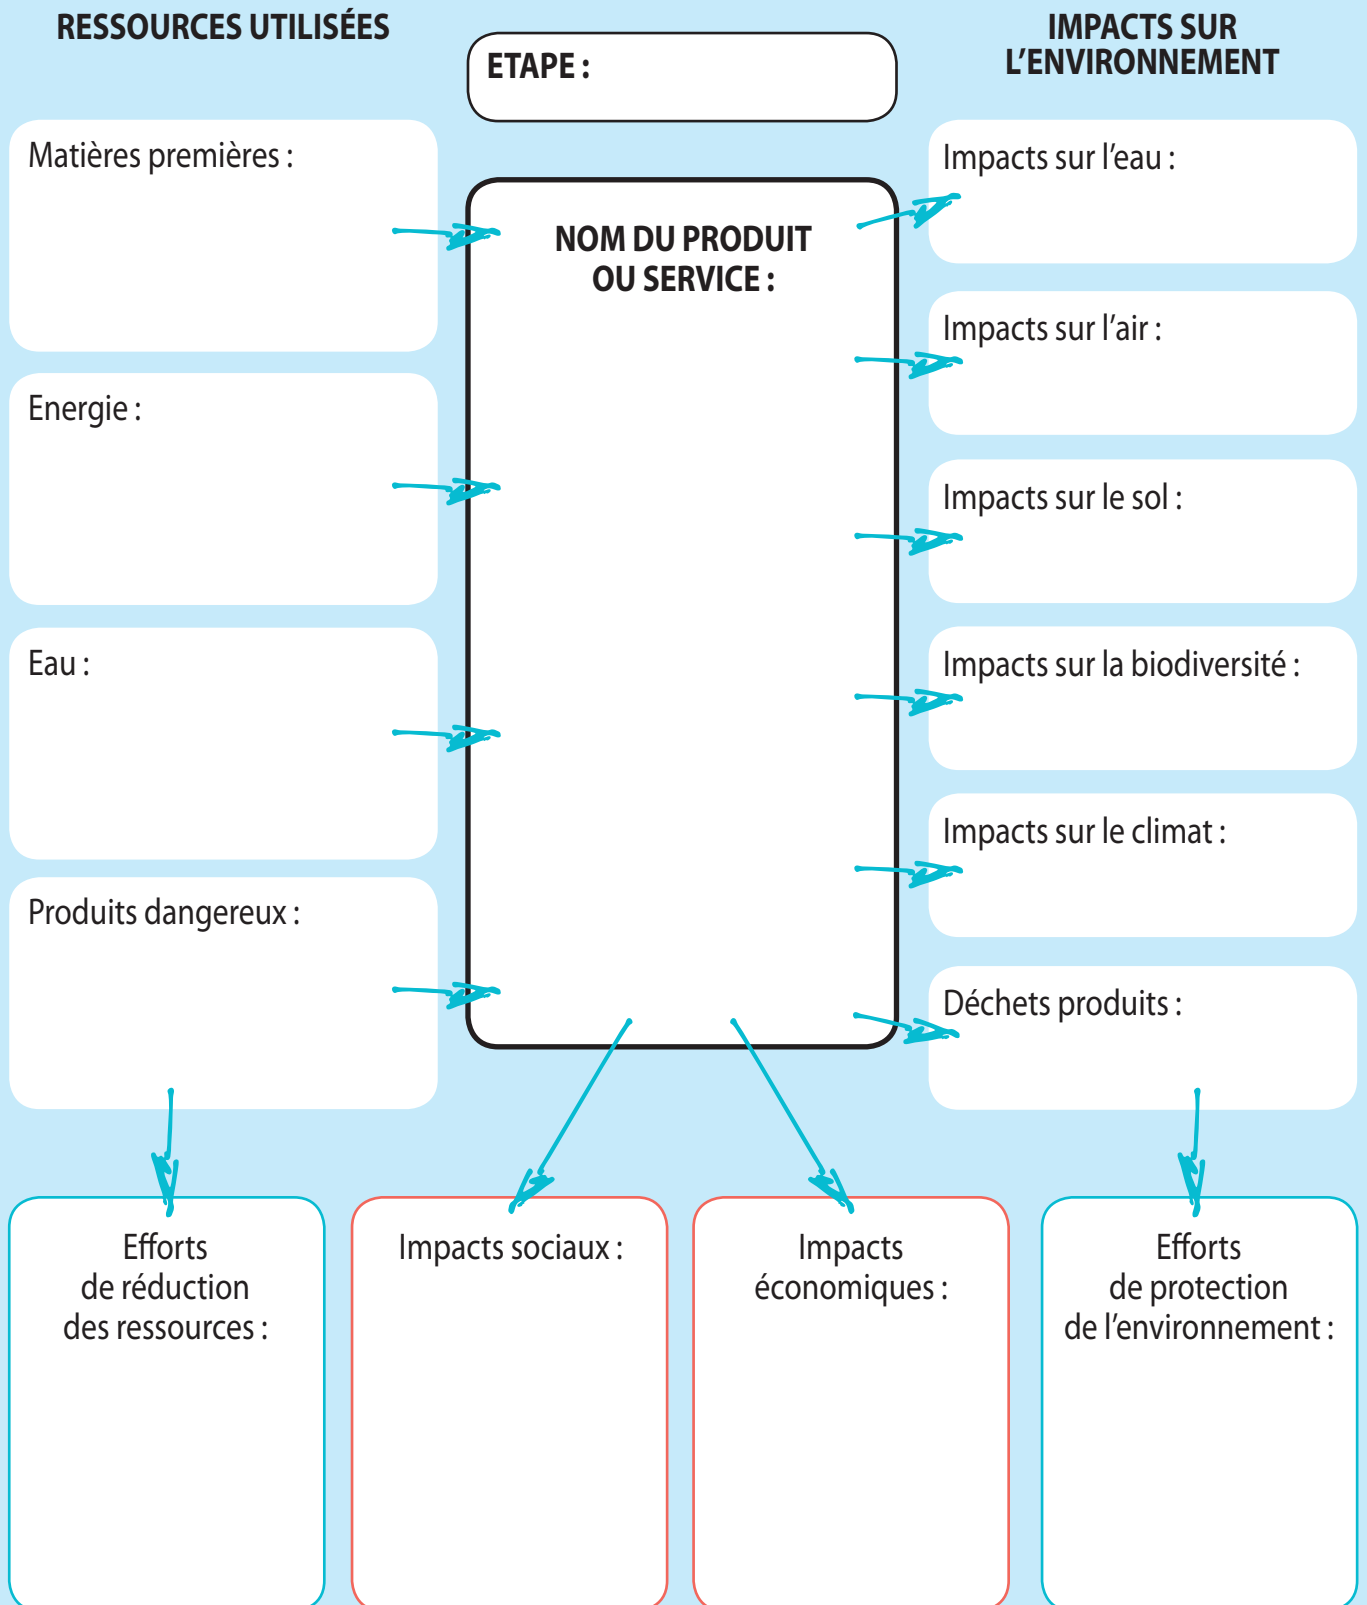 RESSOURCES UTILISÉES
ETAPE :
IMPACTS SUR
L’ENVIRONNEMENT
Matières premières :
Energie :
Eau :
Produits dangereux :
NOM DU PRODUIT
OU SERVICE :
Impacts sur l’eau :
Impacts sur l’air :
Impacts sur le sol :
Impacts sur la biodiversité :
Impacts sur le climat :
Déchets produits :
Efforts
de réduction
des ressources :
Impacts sociaux :
Impacts
économiques :
Efforts
de protection
de l’environnement :